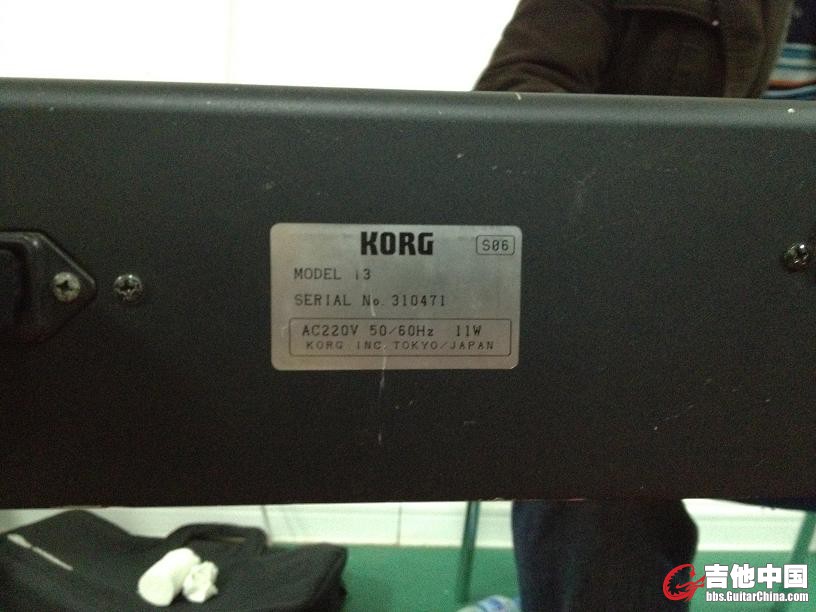 KORG
S06
MODEL i3
SERIAL No. 310471
AC220V 50/60Hz 11W
KORG INC. TOKYO/JAPAN
吉他中国
bbs.GuitarChina.com